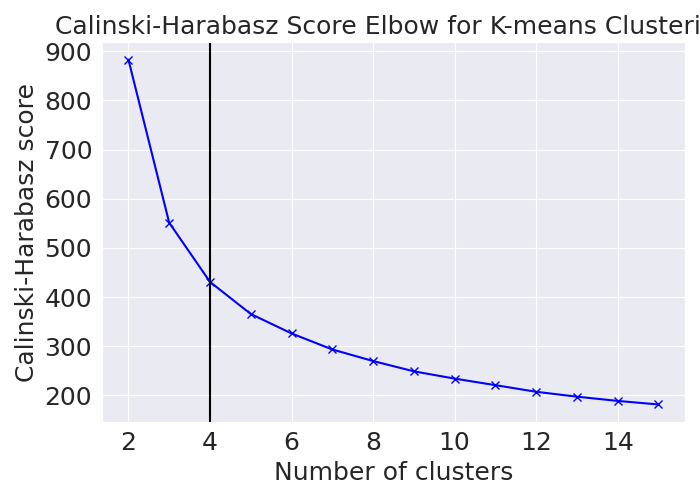 Calinski-Harabasz Score Elbow for K-means Clusteri
900
800
700
600
500
400
300
200
Calinski-Harabasz score
2 4 6 8 10 12 14
Number of clusters